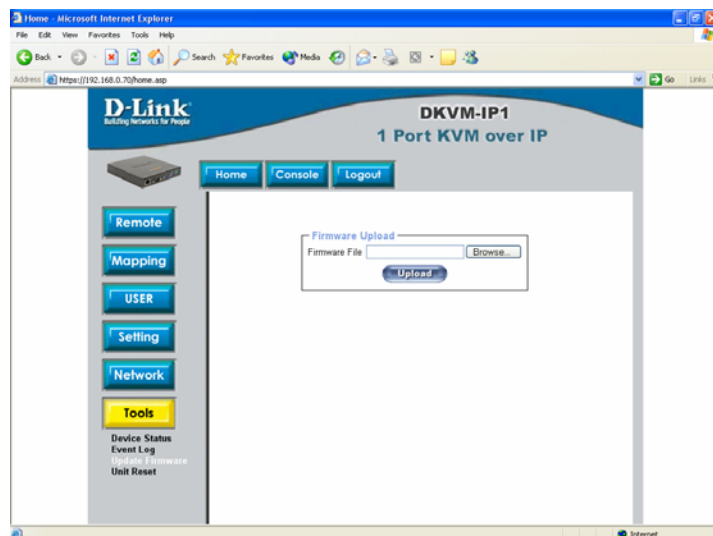 Home - Microsoft Internet Explorer
File Edit View Favorites Tools Help
Back Search Favorites Media
Address https://192.168.0.70/home.asp Go Links
D-Link
Building Networks for People
DKVM-IP1
1 Port KVM over IP
Home Console Logout
Remote
Mapping
USER
Setting
Network
Tools
Device Status
Event Log
Update Firmware
Unit Reset
Firmware Upload
Firmware File Browse...
Upload
Internet